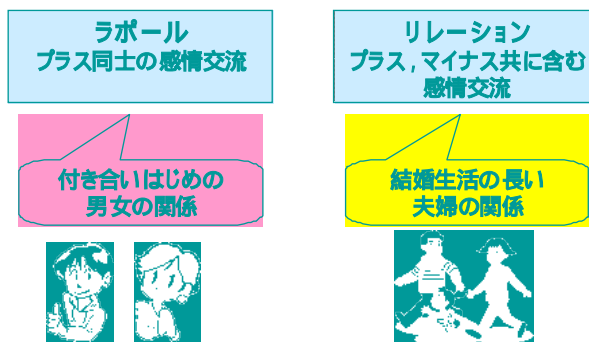 ラポール
プラス同士の感情交流
付き合いはじめの
男女の関係
リレーション
プラス,マイナス共に含む
感情交流
結婚生活の長い
夫婦の関係